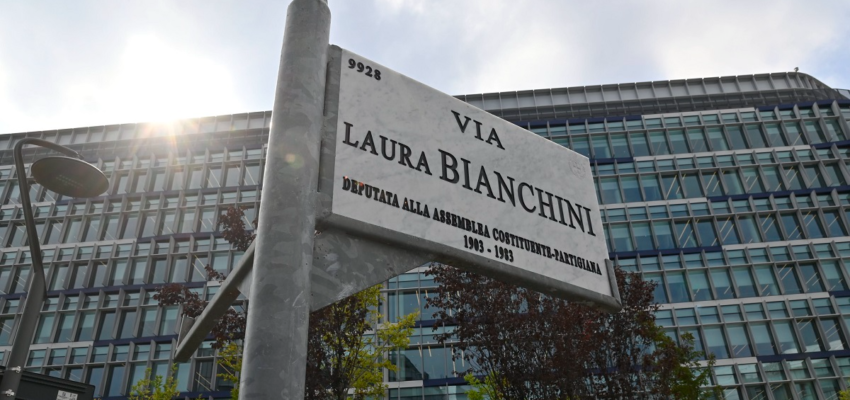 9928
VIA
LAURA BIANCHINI
DEPUTATA ALLA ASSEMBLEA COSTITUENTE-PARTIGIANA
1903 - 1983